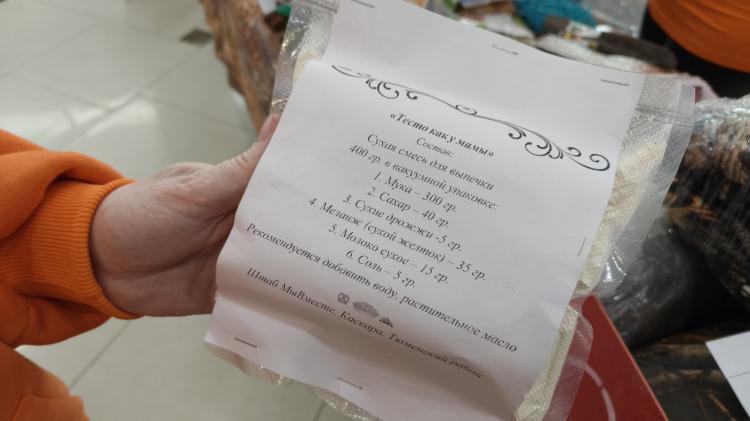 «Тесто как у мамы»
Состав:
Сухая смесь для выпечки
400 гр. в вакуумной упаковке:
1. Мука – 300 гр.
2. Сахар – 40 гр.
3. Сухие дрожжи -5 гр.
4. Меланж (сухой желток) – 35 гр.
5. Молоко сухое – 15 гр.
6. Соль – 5 гр.
Рекомендуется добавить воду, растительное масло
Штаб МыВместе, Каскара, Тюменский район